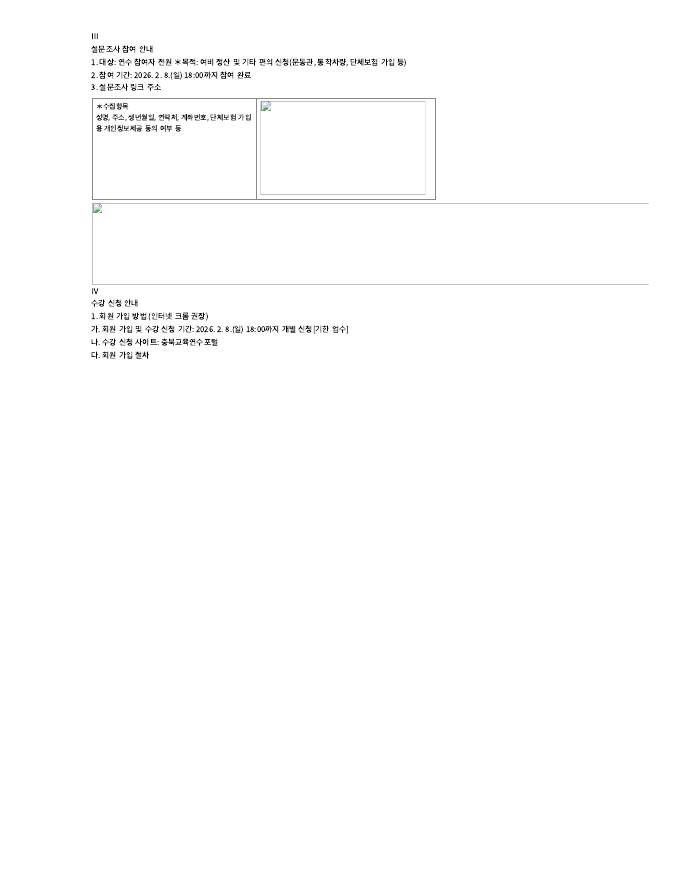 III
설문조사 참여 안내
1. 대상: 연수 참여자 전원 ※목적: 여비 정산 및 기타 편의 신청(문동관, 통학차량, 단체보험 가입 등)
2. 참여 기간: 2026. 2. 8.(일) 18:00까지 참여 완료
3. 설문조사 링크 주소
※수집항목
성명, 주소, 생년월일, 연락처, 계좌번호, 단체보험 가입
용 개인정보제공 동의 여부 등
IV
수강 신청 안내
1. 회원 가입 방법(인터넷 크롬 권장)
가. 회원 가입 및 수강 신청 기간: 2026. 2. 8.(일) 18:00까지 개별 신청[기한 엄수]
나. 수강 신청 사이트: 충북교육연수포털
다. 회원 가입 절차